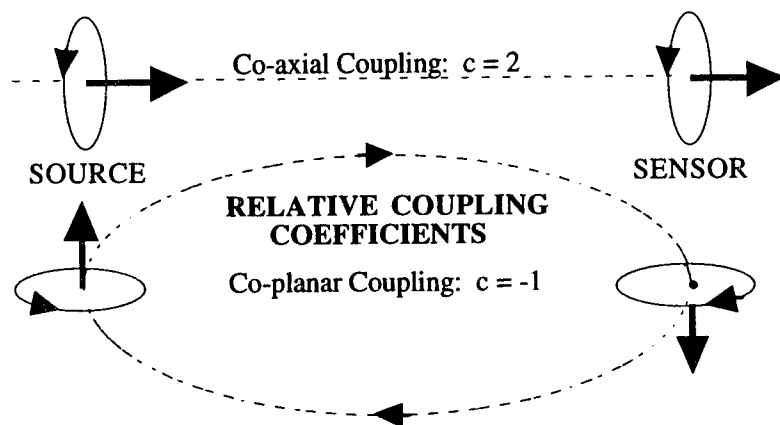 Co-axial Coupling: c = 2
SOURCE
SENSOR
RELATIVE COUPLING
COEFFICIENTS
Co-planar Coupling: c = -1